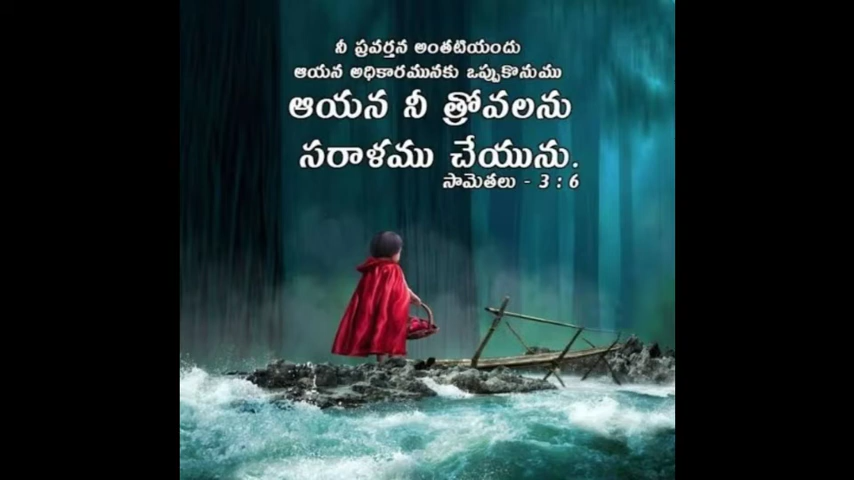 నీ ప్రవర్తన అంతటియందు
ఆయన అధికారమునకు ఒప్పుకొనుము
ఆయన నీ త్రోవలను
సరాళము చేయును.
సామెతలు - 3 : 6